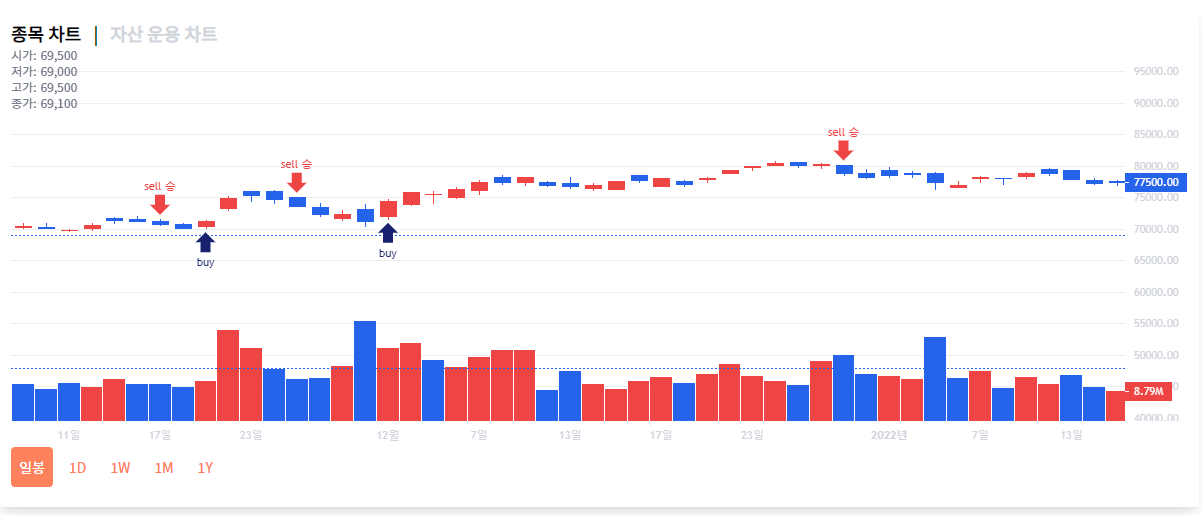 종목 차트 | 자산 운용 차트
시가: 69,500
저가: 69,000
고가: 69,500
종가: 69,100
95000.00
90000.00
85000.00
sell 승
80000.00
sell 승
77500.00
sell 승
75000.00
70000.00
buy
buy
65000.00
60000.00
55000.00
50000.00
8.79M
40000.00
11일 17일 23일 12월 7일 13일 17일 23일 2022년 7일 13일
일봉 1D 1W 1M 1Y